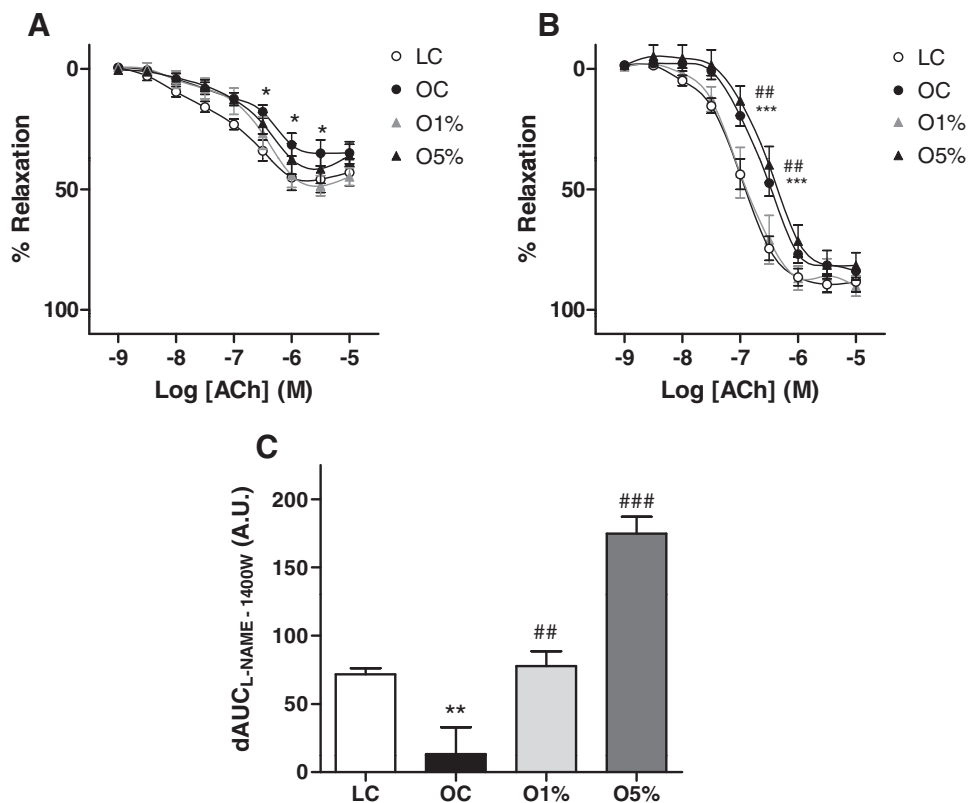 A
LC
OC
O1%
O5%
0
50
100
% Relaxation
* * *
-9 -8 -7 -6 -5
Log [ACh] (M)
B
LC
OC
O1%
O5%
0
50
100
% Relaxation
##
***
##
***
-9 -8 -7 -6 -5
Log [ACh] (M)
C
dAUC L-NAME - 1400W (A.U.)
200
150
100
50
0
**
##
###
LC OC O1% O5%